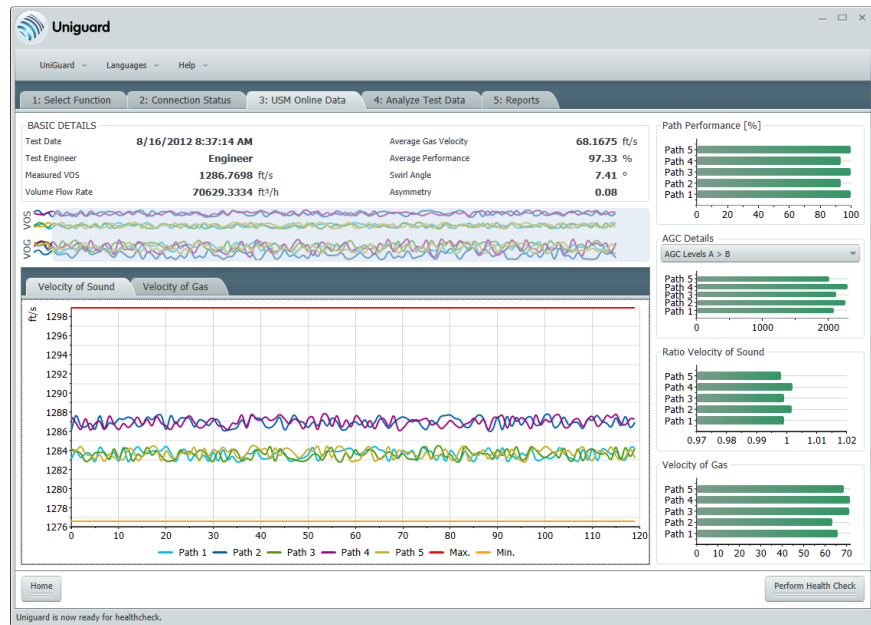 Uniguard
UniGuard Languages Help
1: Select Function 2: Connection Status 3: USM Online Data 4: Analyze Test Data 5: Reports
BASIC DETAILS
Test Date 8/16/2012 8:37:14 AM Average Gas Velocity 68.1675 ft/s
Test Engineer Engineer Average Performance 97.33 %
Measured VOS 1286.7698 ft/s Swirl Angle 7.41 °
Volume Flow Rate 70629.3334 ft³/h Asymmetry 0.08
VOS
VOG
Velocity of Sound Velocity of Gas
ft/s
1298
1296
1294
1292
1290
1288
1286
1284
1282
1280
1278
1276
0 10 20 30 40 50 60 70 80 90 100 110 120
Path 1 Path 2 Path 3 Path 4 Path 5 Max. Min.
Path Performance [%]
Path 5
Path 4
Path 3
Path 2
Path 1
0 20 40 60 80 100
AGC Details
AGC Levels A > B
Path 5
Path 4
Path 3
Path 2
Path 1
0 1000 2000
Ratio Velocity of Sound
Path 5
Path 4
Path 3
Path 2
Path 1
0.97 0.98 0.99 1 1.01 1.02
Velocity of Gas
Path 5
Path 4
Path 3
Path 2
Path 1
0 10 20 30 40 50 60 70
Home Perform Health Check
Uniguard is now ready for healthcheck.